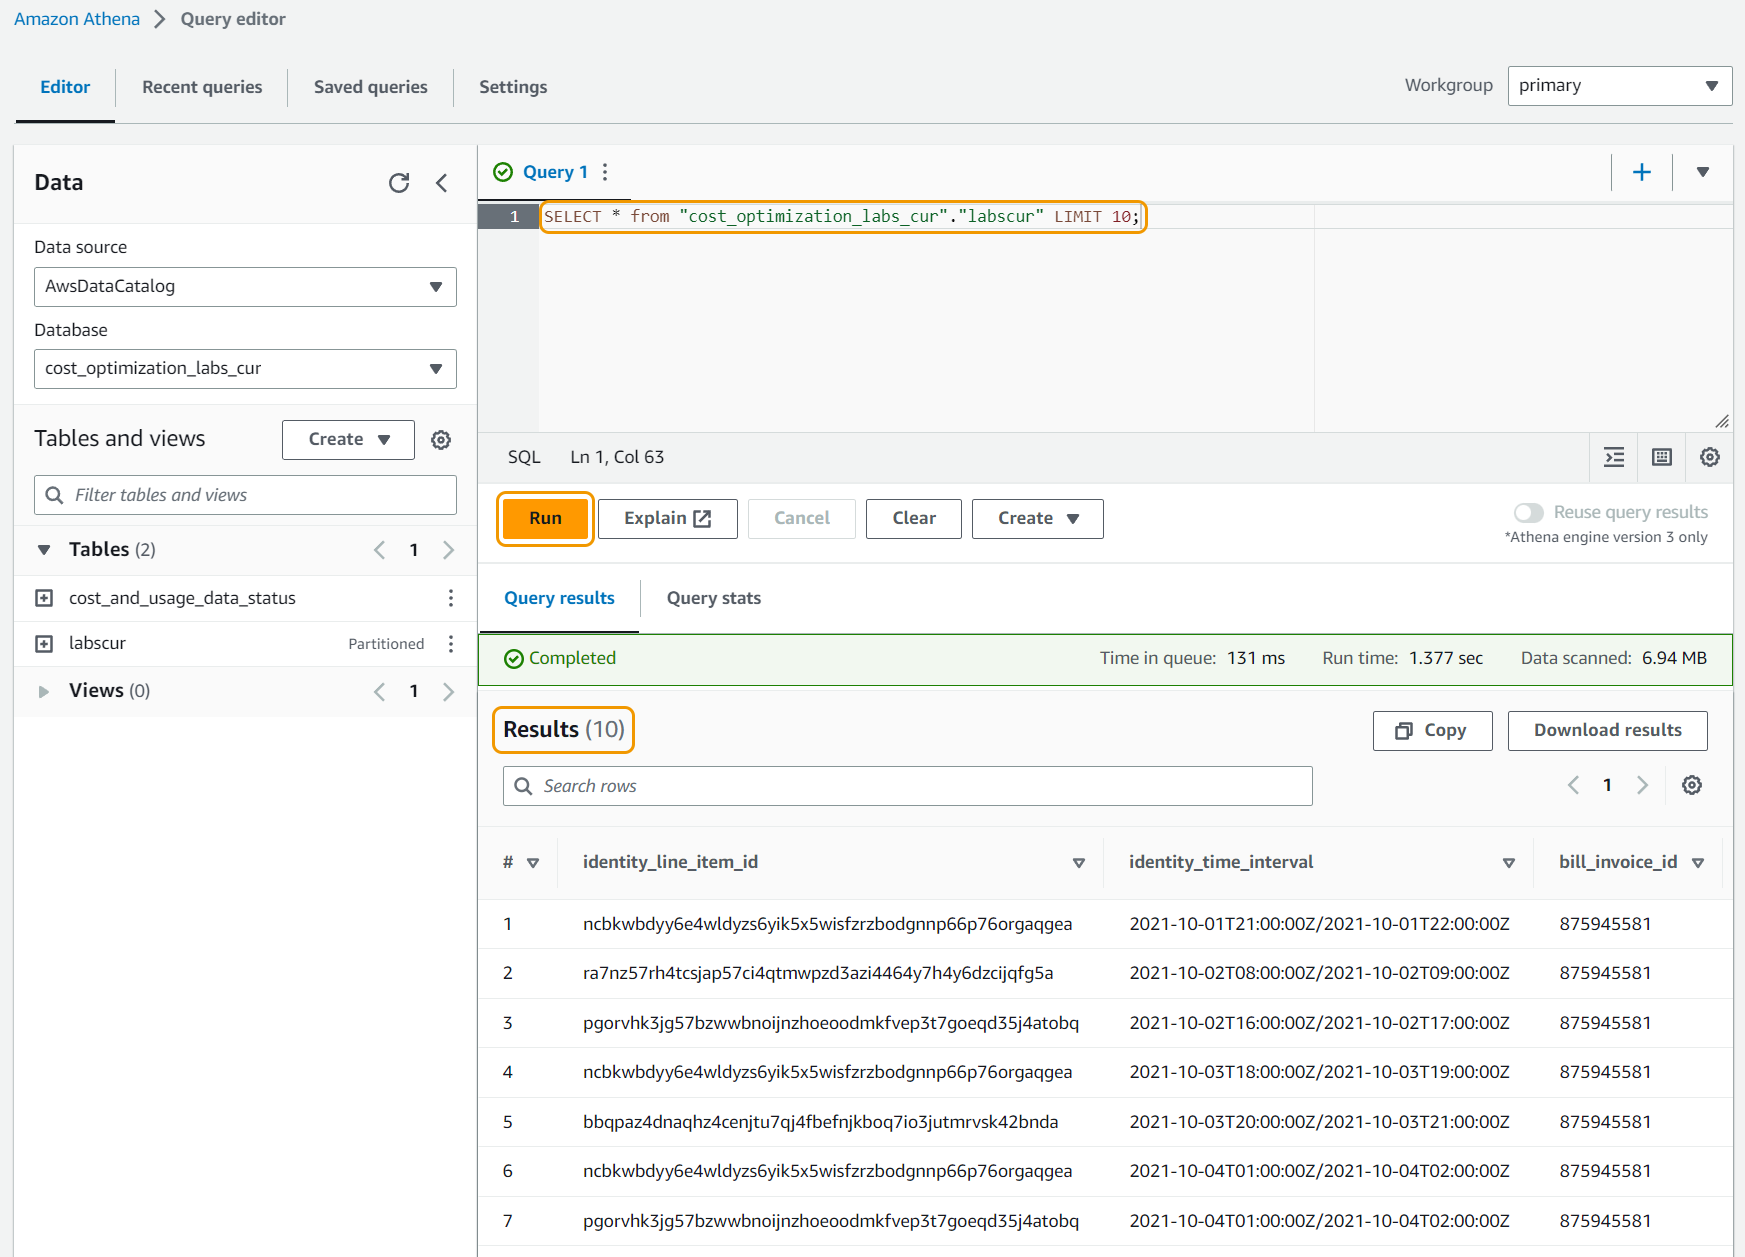 Amazon Athena > Query editor
Editor
Recent queries
Saved queries
Settings
Workgroup
primary
Data
Data source
AwsDataCatalog
Database
cost_optimization_labs_cur
Tables and views
Create
Filter tables and views
Tables (2)
1
cost_and_usage_data_status
labscur
Partitioned
Views (0)
1
Query 1
1 SELECT * from "cost_optimization_labs_cur"."labscur" LIMIT 10;
SQL
Ln 1, Col 63
Run
Explain
Cancel
Clear
Create
Reuse query results
*Athena engine version 3 only
Query results
Query stats
Completed
Time in queue: 131 ms
Run time: 1.377 sec
Data scanned: 6.94 MB
Results (10)
Copy
Download results
Search rows
1
# identity_line_item_id identity_time_interval bill_invoice_id
1 ncbkwbdyy6e4wldyzs6yik5x5wisfzrzbodgnnp66p76orgaqgea 2021-10-01T21:00:00Z/2021-10-01T22:00:00Z 875945581
2 ra7nz57rh4tcsjap57ci4qtmwpzd3azi4464y7h4y6dzcijqfg5a 2021-10-02T08:00:00Z/2021-10-02T09:00:00Z 875945581
3 pgorvhk3jg57bzwwbnoijnzhoeoodmkfvep3t7goeqd35j4atobq 2021-10-02T16:00:00Z/2021-10-02T17:00:00Z 875945581
4 ncbkwbdyy6e4wldyzs6yik5x5wisfzrzbodgnnp66p76orgaqgea 2021-10-03T18:00:00Z/2021-10-03T19:00:00Z 875945581
5 bbqpaz4dnaqhz4cenjtu7qj4fbefnjkboq7io3jutmrvsk42bnda 2021-10-03T20:00:00Z/2021-10-03T21:00:00Z 875945581
6 ncbkwbdyy6e4wldyzs6yik5x5wisfzrzbodgnnp66p76orgaqgea 2021-10-04T01:00:00Z/2021-10-04T02:00:00Z 875945581
7 pgorvhk3jg57bzwwbnoijnzhoeoodmkfvep3t7goeqd35j4atobq 2021-10-04T01:00:00Z/2021-10-04T02:00:00Z 875945581